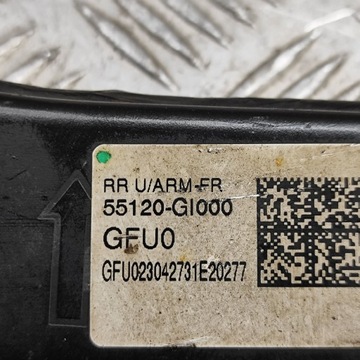 RR U/ARM-FR
55120-GI000
GFU0
GFU023042731E20277